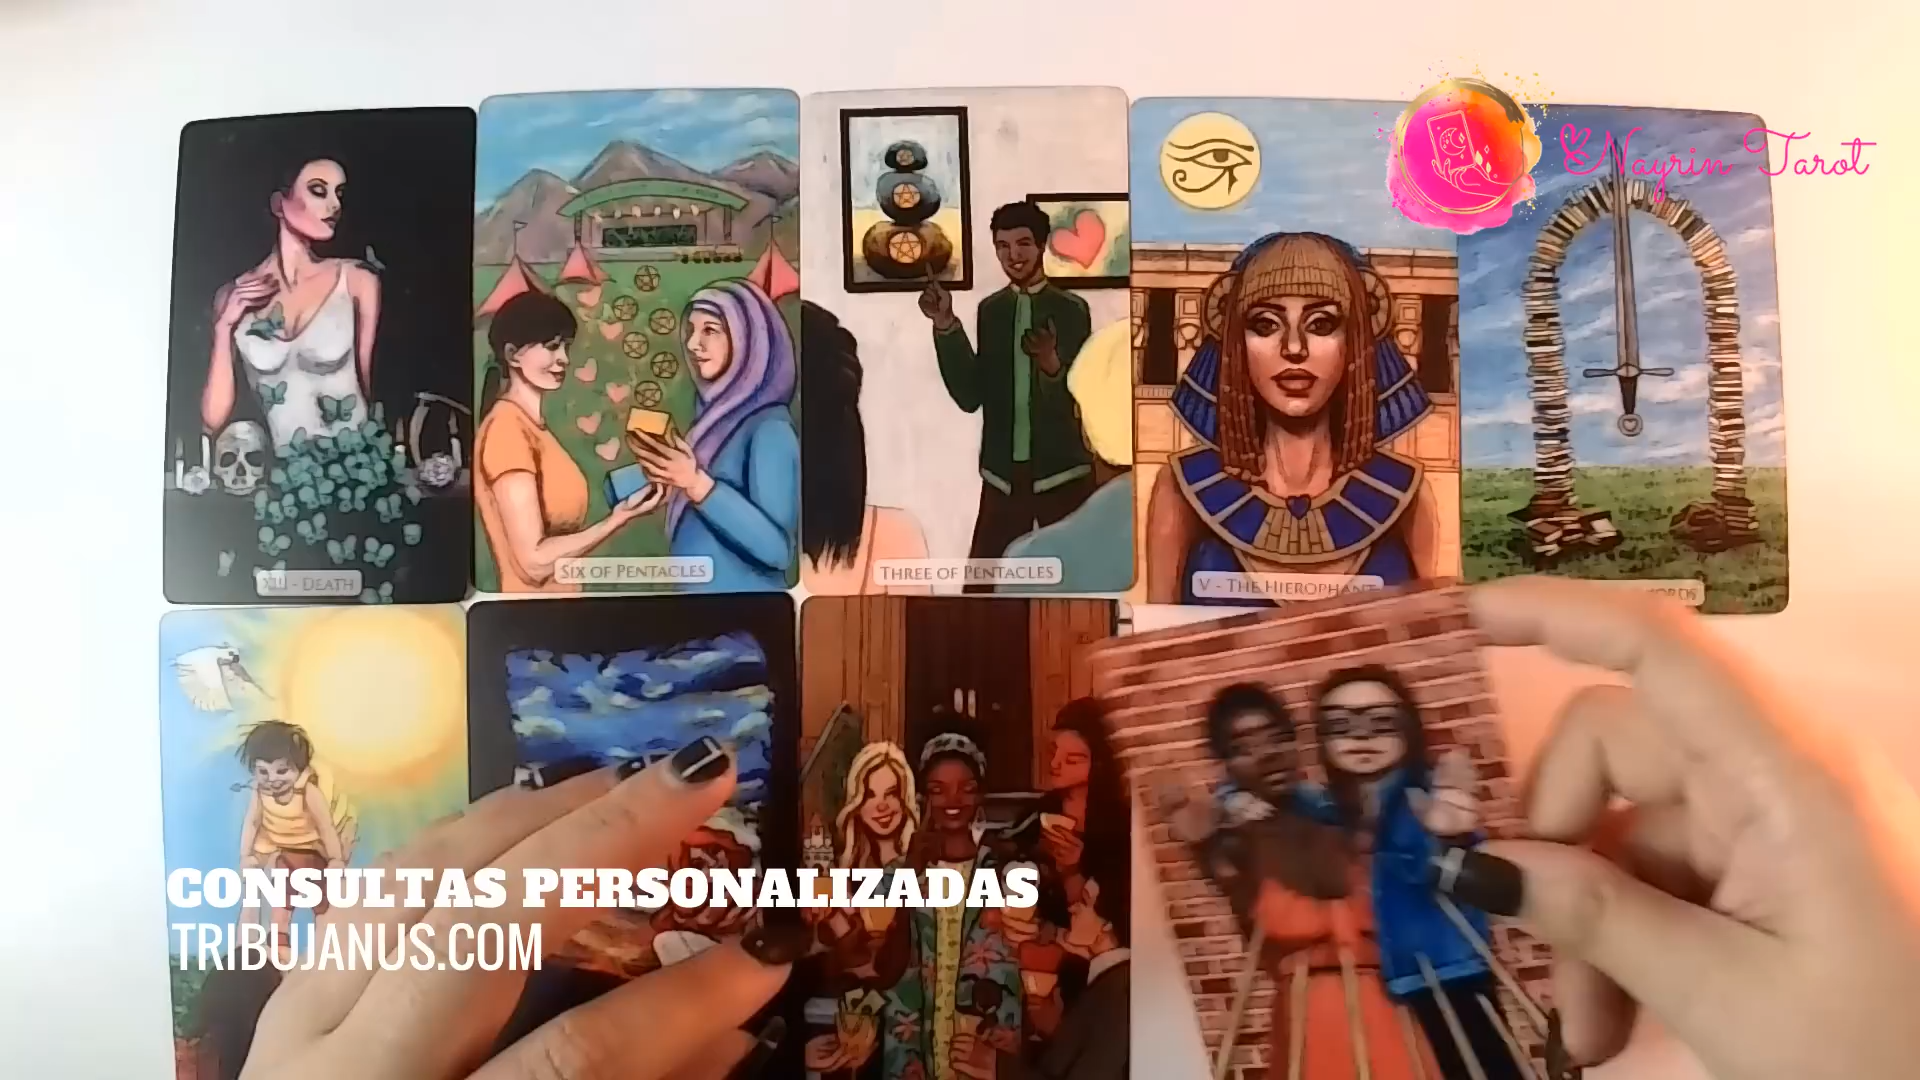 Nayrin Tarot
XIII - DEATH
SIX OF PENTACLES
THREE OF PENTACLES
V - THE HIEROPHANT
CONSULTAS PERSONALIZADAS
TRIBUJANUS.COM